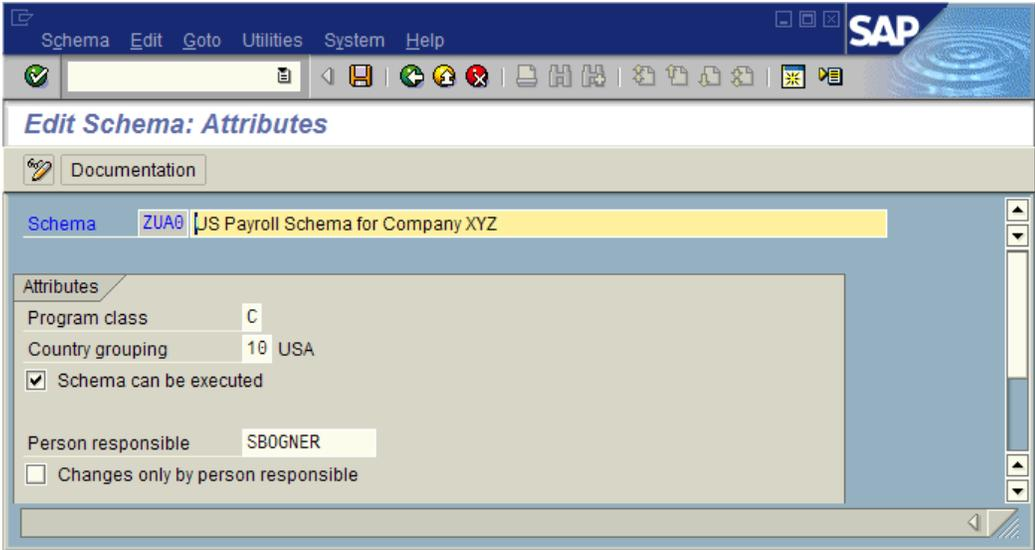 Schema Edit Goto Utilities System Help
SAP
Edit Schema: Attributes
Documentation
Schema ZUA0 US Payroll Schema for Company XYZ
Attributes
Program class C
Country grouping 10 USA
Schema can be executed
Person responsible SBOGNER
Changes only by person responsible